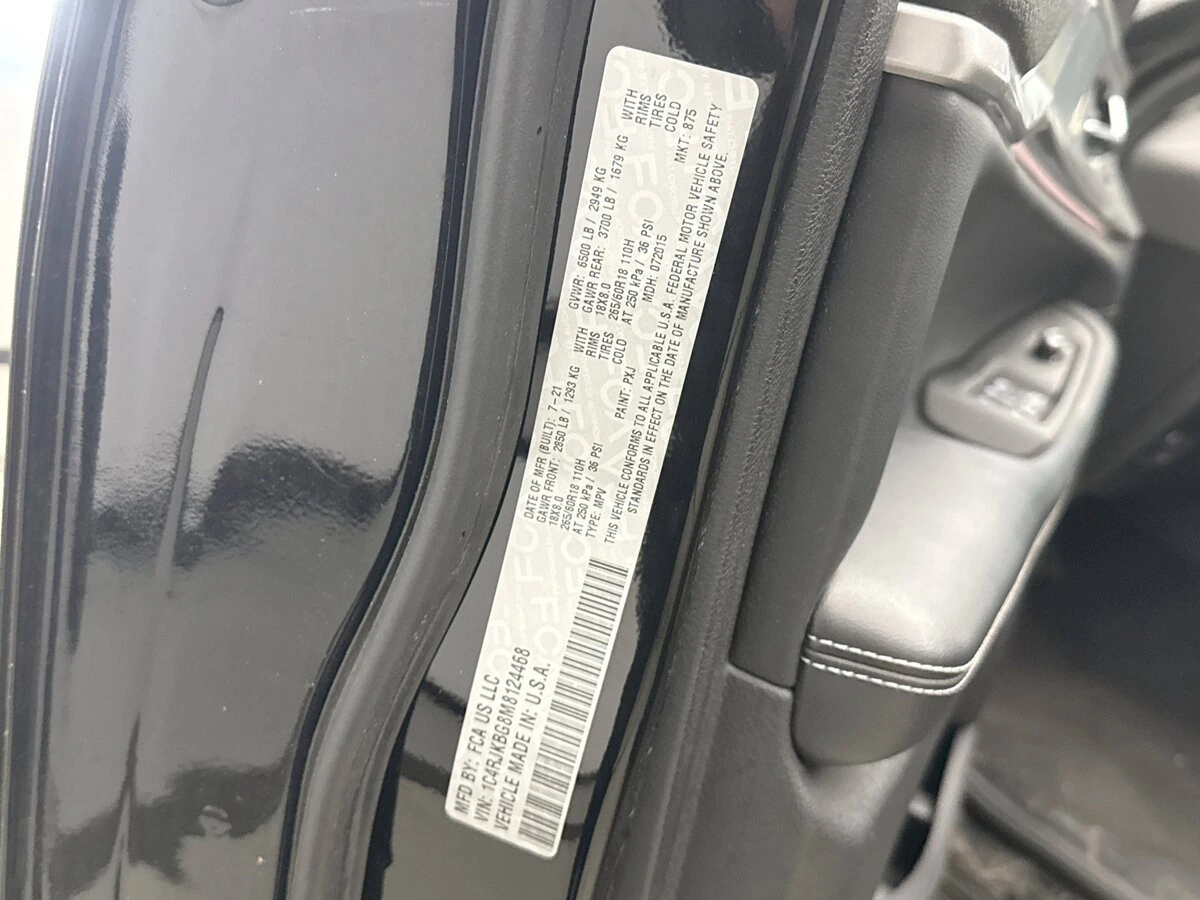 MFD BY: FCA US LLC
VIN: 1C4RJKBG8M8124468
VEHICLE MADE IN: U.S.A.
DATE OF MFR (BUILT): 7-21 GVWR: 6500 LB / 2949 KG
GAWR FRONT: 2850 LB / 1293 KG WITH GAWR REAR: 3700 LB / 1679 KG WITH
18X8.0 RIMS 18X8.0 RIMS
265/60R18 110H TIRES 265/60R18 110H TIRES
AT 250 kPa / 36 PSI COLD AT 250 kPa / 36 PSI COLD
TYPE: MPV PAINT: PXJ MDH: 072015 MKT: 875
THIS VEHICLE CONFORMS TO ALL APPLICABLE U.S.A. FEDERAL MOTOR VEHICLE SAFETY
STANDARDS IN EFFECT ON THE DATE OF MANUFACTURE SHOWN ABOVE.